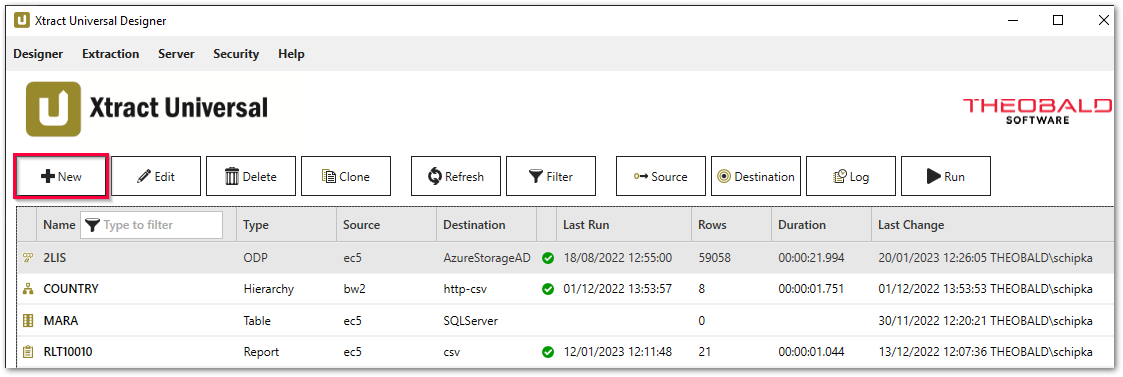 Xtract Universal Designer
Designer Extraction Server Security Help
Xtract Universal
THEOBALD
SOFTWARE
New Edit Delete Clone Refresh Filter Source Destination Log Run
Name Type to filter Type Source Destination Last Run Rows Duration Last Change
2LIS ODP ec5 AzureStorageAD 18/08/2022 12:55:00 59058 00:00:21.994 20/01/2023 12:26:05 THEOBALD\schipka
COUNTRY Hierarchy bw2 http-csv 01/12/2022 13:53:57 8 00:00:01.751 01/12/2022 13:53:53 THEOBALD\schipka
MARA Table ec5 SQLServer 0 30/11/2022 12:20:21 THEOBALD\schipka
RLT10010 Report ec5 csv 12/01/2023 12:11:48 21 00:00:01.044 13/12/2022 12:07:36 THEOBALD\schipka